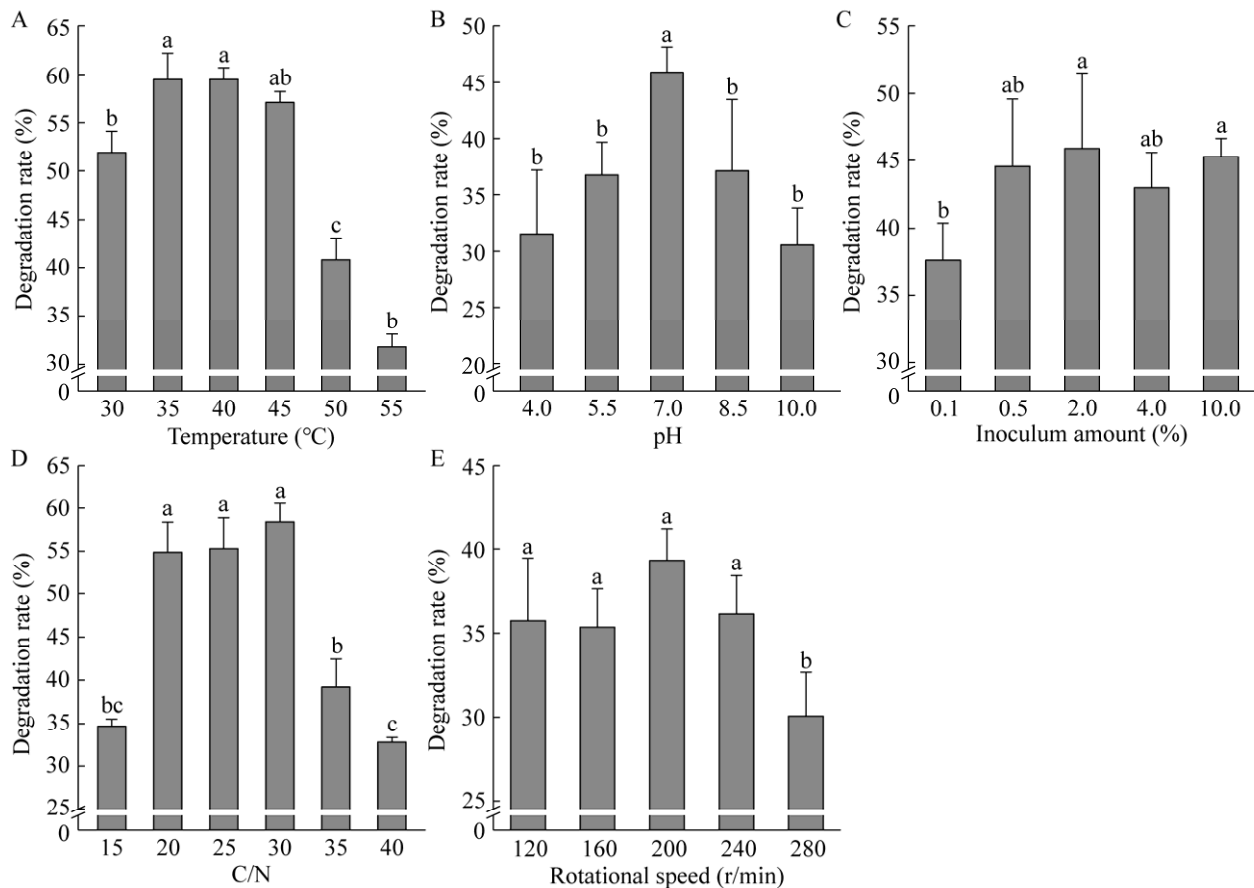 A
Degradation rate (%)
65
60
55
50
45
40
35
30
0
b
a
a
ab
c
b
30 35 40 45 50 55
Temperature (℃)
B
Degradation rate (%)
50
45
40
35
30
25
20
0
b
b
a
b
b
4.0 5.5 7.0 8.5 10.0
pH
C
Degradation rate (%)
55
50
45
40
35
30
0
b
ab
a
ab
a
0.1 0.5 2.0 4.0 10.0
Inoculum amount (%)
D
Degradation rate (%)
65
60
55
50
45
40
35
30
25
0
bc
a
a
a
b
c
15 20 25 30 35 40
C/N
E
Degradation rate (%)
45
40
35
30
25
0
a
a
a
a
b
120 160 200 240 280
Rotational speed (r/min)